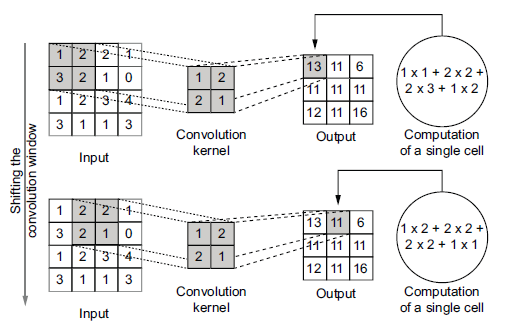 Shifting the
convolution window
1 2 2 1
3 2 1 0
1 2 3 4
3 1 1 3
Input
1 2
2 1
Convolution
kernel
13 11 6
11 11 11
12 11 16
Output
1 x 1 + 2 x 2 +
2 x 3 + 1 x 2
Computation
of a single cell
1 2 2 1
3 2 1 0
1 2 3 4
3 1 1 3
Input
1 2
2 1
Convolution
kernel
13 11 6
11 11 11
12 11 16
Output
1 x 2 + 2 x 2 +
2 x 2 + 1 x 1
Computation
of a single cell